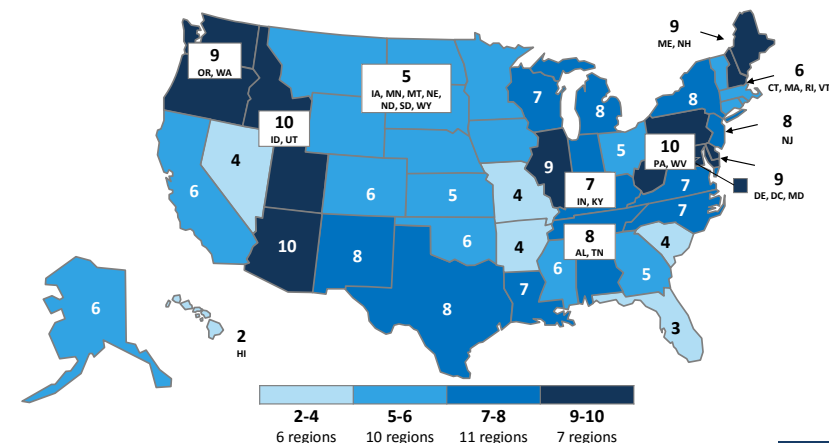 9
ME, NH
9
OR, WA
5
IA, MN, MT, NE,
ND, SD, WY
6
CT, MA, RI, VT
7
8
8
8
NJ
10
ID, UT
4
5
10
PA, WV
9
DE, DC, MD
6
6
5
4
9
7
IN, KY
7
7
10
8
6
4
8
AL, TN
4
6
5
7
8
3
6
2
HI
2-4
5-6
7-8
9-10
6 regions
10 regions
11 regions
7 regions